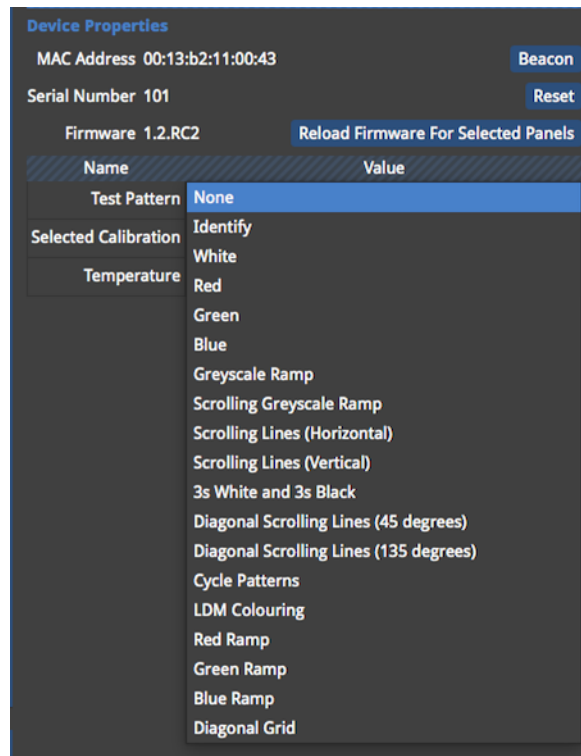 Device Properties
MAC Address 00:13:b2:11:00:43 Beacon
Serial Number 101 Reset
Firmware 1.2.RC2 Reload Firmware For Selected Panels
Name Value
Test Pattern None
Identify
Selected Calibration
White
Temperature
Red
Green
Blue
Greyscale Ramp
Scrolling Greyscale Ramp
Scrolling Lines (Horizontal)
Scrolling Lines (Vertical)
3s White and 3s Black
Diagonal Scrolling Lines (45 degrees)
Diagonal Scrolling Lines (135 degrees)
Cycle Patterns
LDM Colouring
Red Ramp
Green Ramp
Blue Ramp
Diagonal Grid